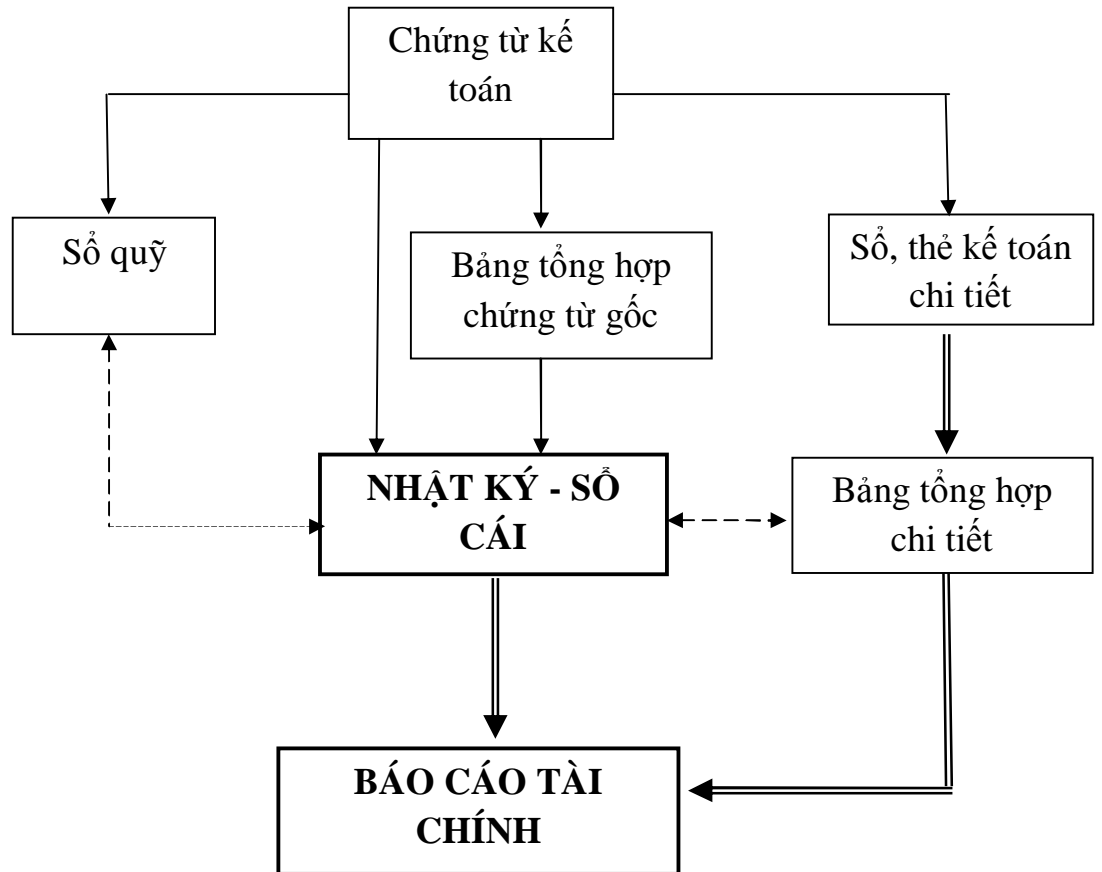 Chứng từ kế
toán
Sổ quỹ
Bảng tổng hợp
chứng từ gốc
Sổ, thẻ kế toán
chi tiết
NHẬT KÝ - SỔ
CÁI
Bảng tổng hợp
chi tiết
BÁO CÁO TÀI
CHÍNH